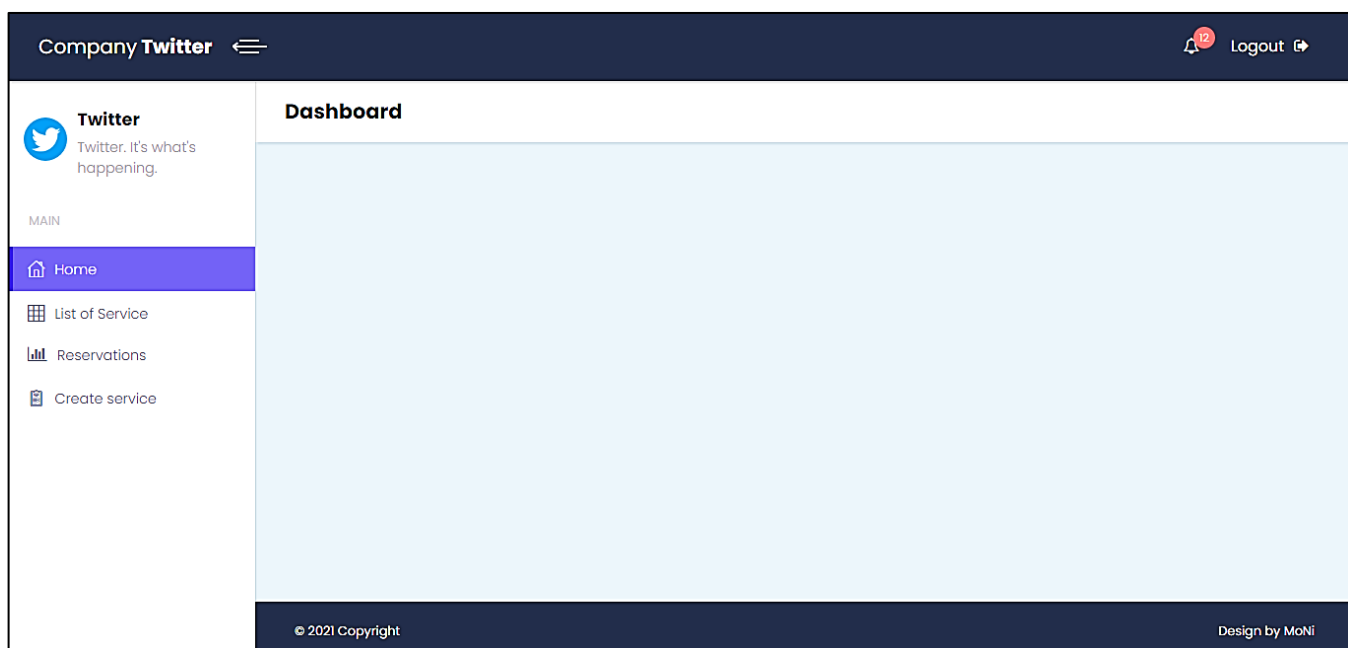 Company Twitter
12
Logout
Twitter
Twitter. It's what's
happening.
Dashboard
MAIN
Home
List of Service
Reservations
Create service
© 2021 Copyright
Design by MoNi